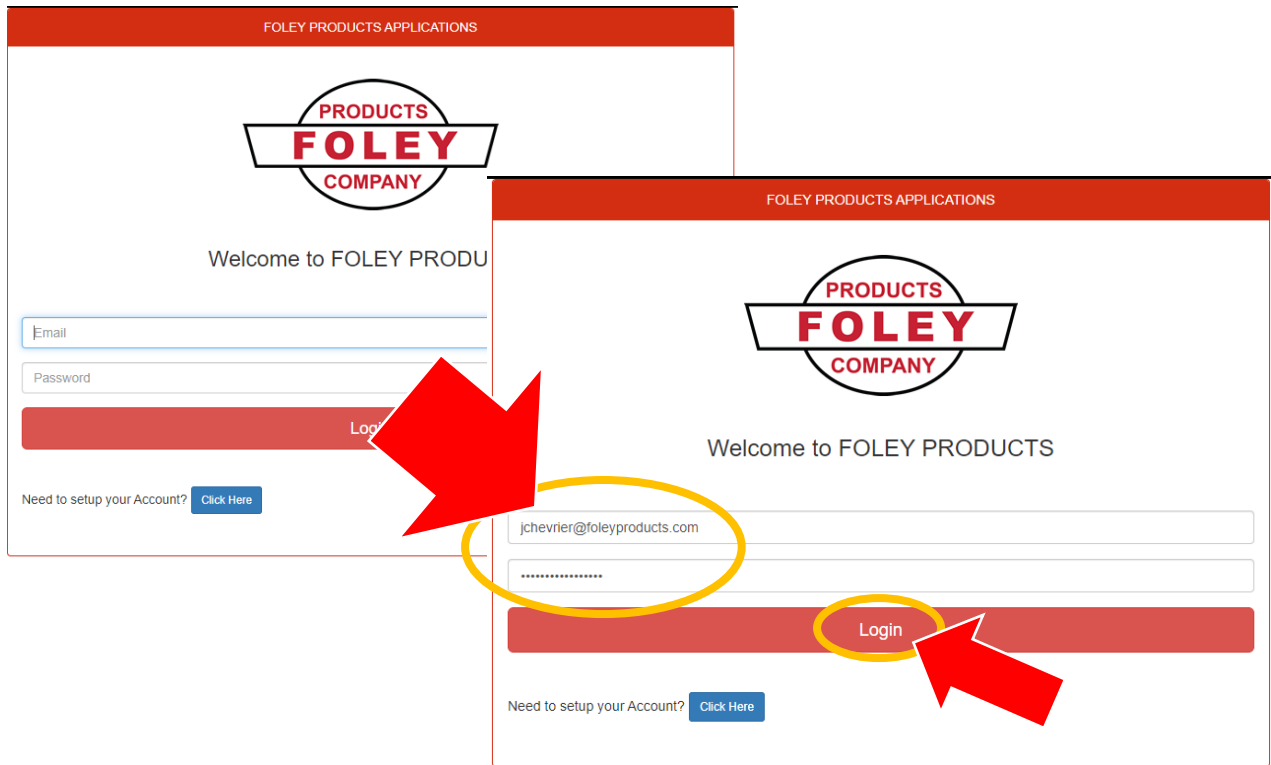 FOLEY PRODUCTS APPLICATIONS
PRODUCTS
FOLEY
COMPANY
Welcome to FOLEY PRODU
Email
Password
Login
Need to setup your Account? Click Here
FOLEY PRODUCTS APPLICATIONS
PRODUCTS
FOLEY
COMPANY
Welcome to FOLEY PRODUCTS
jchevrier@foleyproducts.com
•••••••••••••••••
Login
Need to setup your Account? Click Here